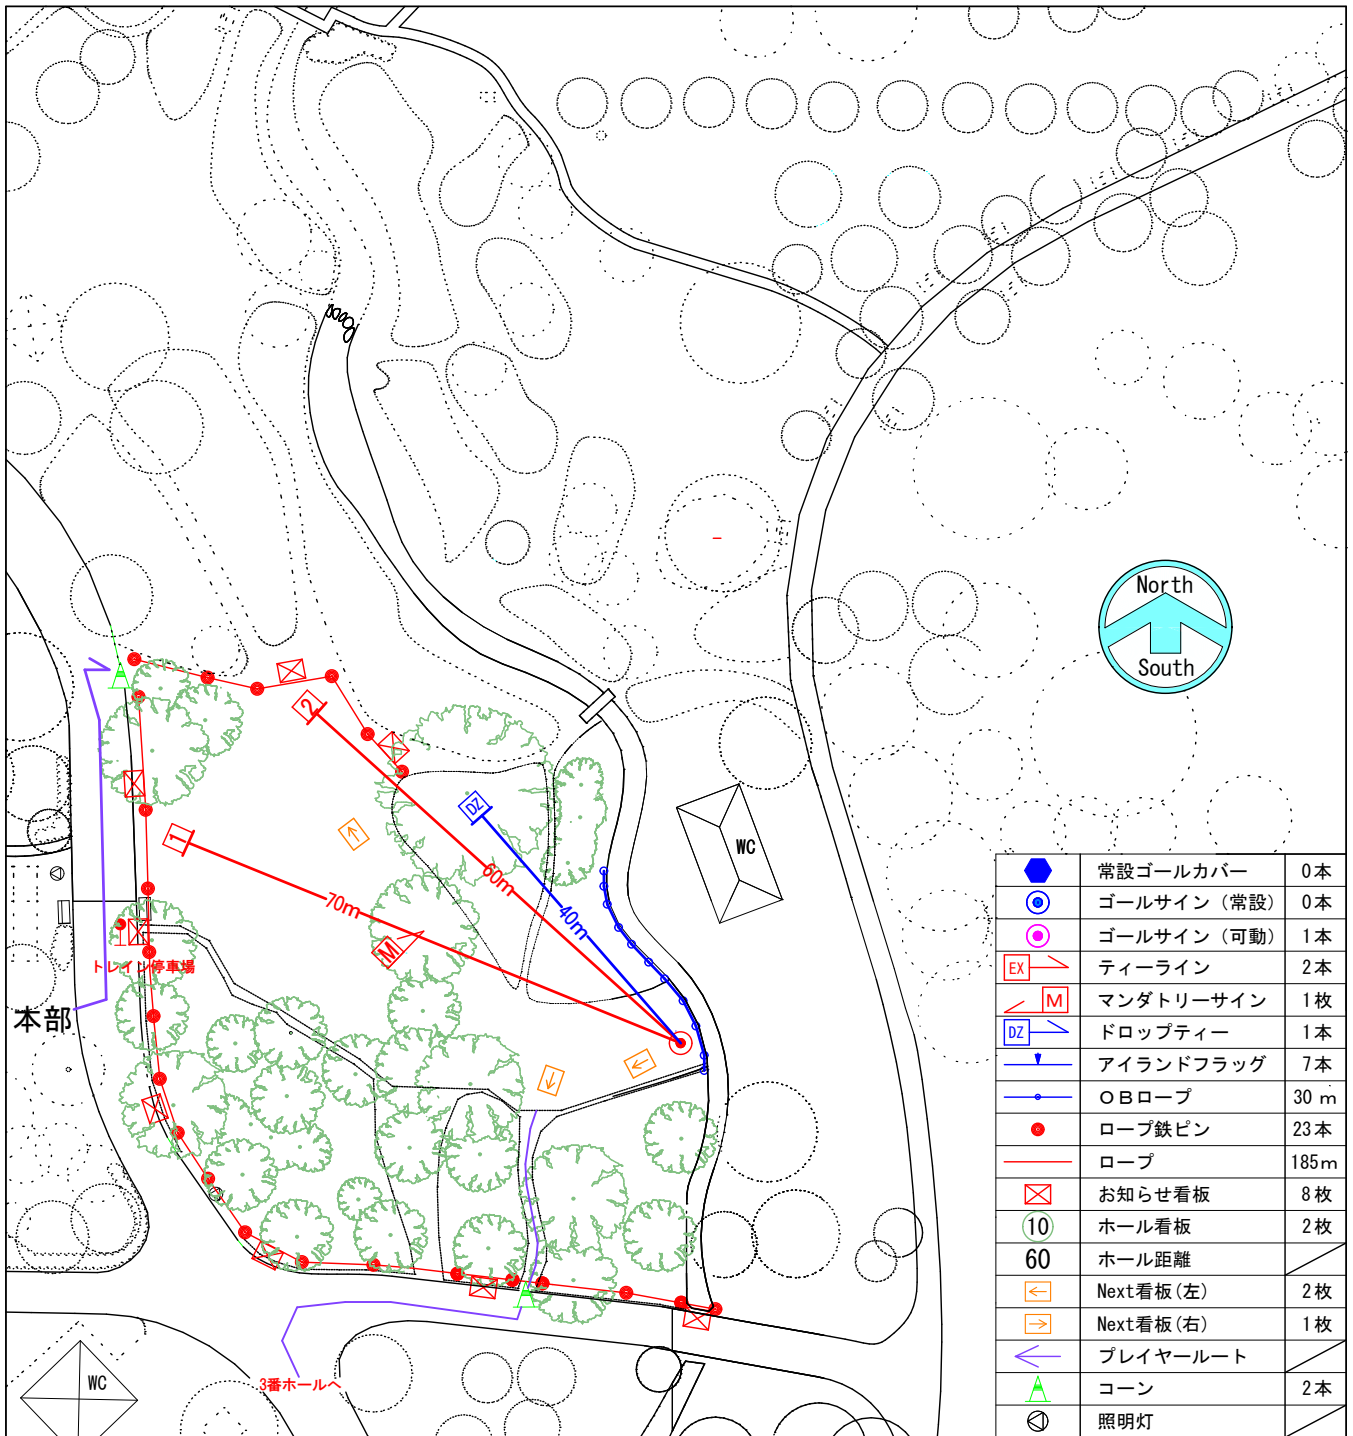 North
South
2
DZ
1
WC
60m
70m
40m
M
トレイン停車場
本部
WC
3番ホールへ
常設ゴールカバー 0本
ゴールサイン（常設） 0本
ゴールサイン（可動） 1本
EX ティーライン 2本
M マンダトリーサイン 1枚
DZ ドロップティー 1本
アイランドフラッグ 7本
ＯＢロープ 30 m
ロープ鉄ピン 23本
ロープ 185m
お知らせ看板 8枚
10 ホール看板 2枚
60 ホール距離
Next看板(左) 2枚
Next看板(右) 1枚
プレイヤールート
コーン 2本
照明灯